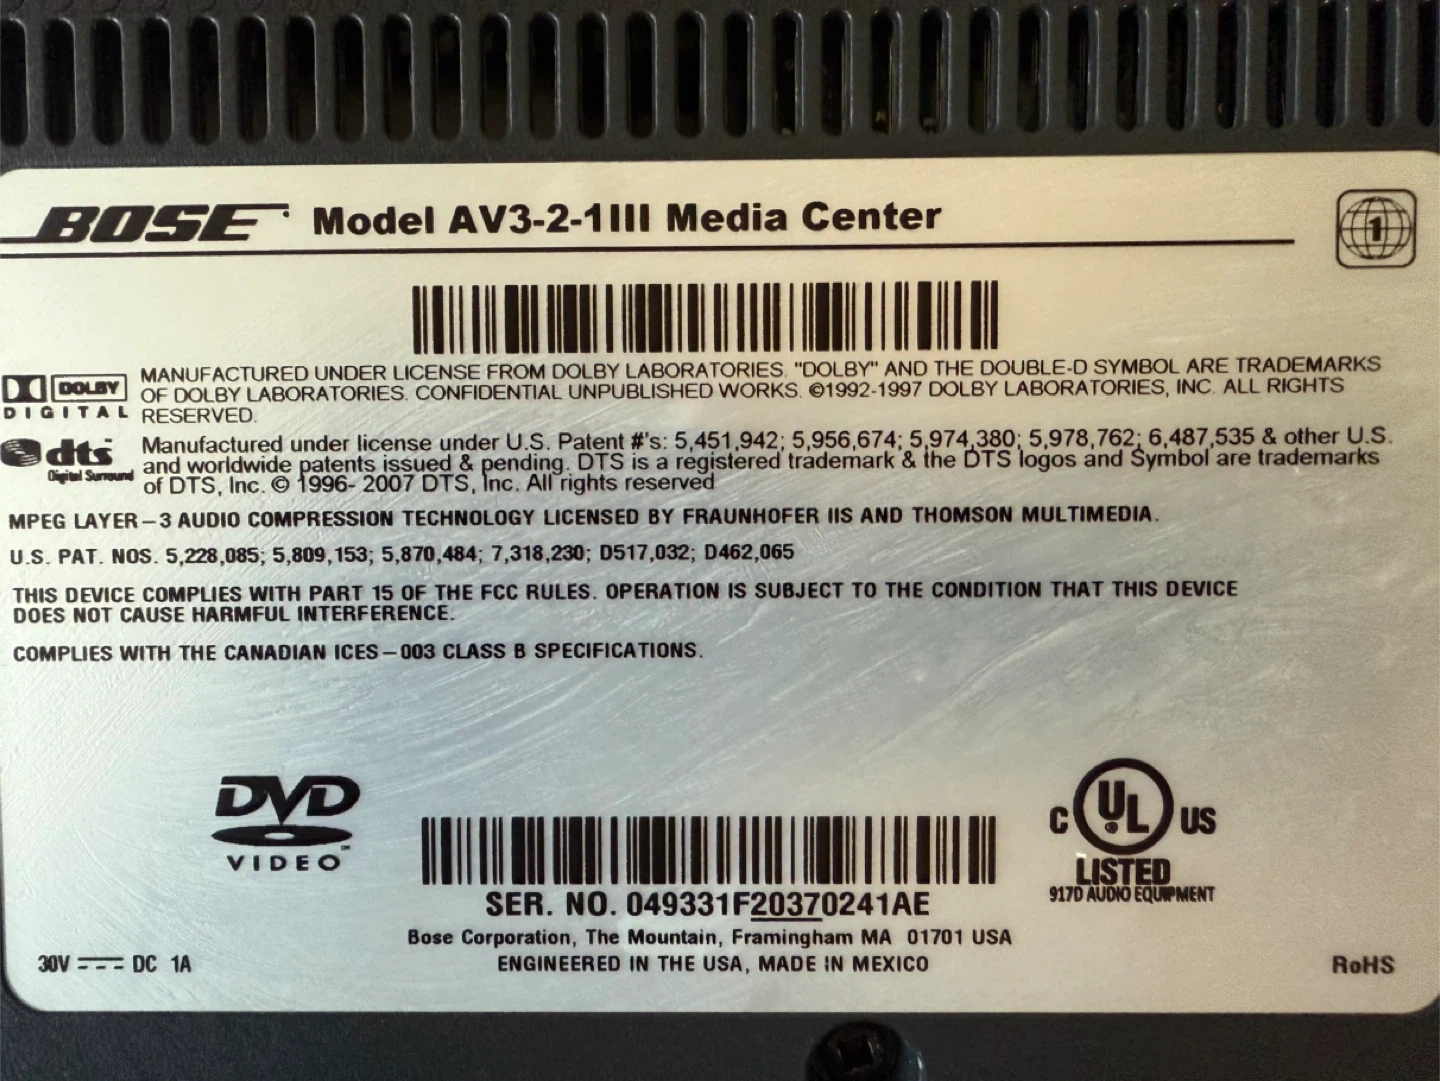 BOSE Model AV3-2-1III Media Center
1
DOLBY
DIGITAL
MANUFACTURED UNDER LICENSE FROM DOLBY LABORATORIES. "DOLBY" AND THE DOUBLE-D SYMBOL ARE TRADEMARKS
OF DOLBY LABORATORIES. CONFIDENTIAL UNPUBLISHED WORKS. ©1992-1997 DOLBY LABORATORIES, INC. ALL RIGHTS
RESERVED.
dts
Digital Surround
Manufactured under license under U.S. Patent #'s: 5,451,942; 5,956,674; 5,974,380; 5,978,762; 6,487,535 & other U.S.
and worldwide patents issued & pending. DTS is a registered trademark & the DTS logos and Symbol are trademarks
of DTS, Inc. © 1996- 2007 DTS, Inc. All rights reserved
MPEG LAYER–3 AUDIO COMPRESSION TECHNOLOGY LICENSED BY FRAUNHOFER IIS AND THOMSON MULTIMEDIA.
U.S. PAT. NOS. 5,228,085; 5,809,153; 5,870,484; 7,318,230; D517,032; D462,065
THIS DEVICE COMPLIES WITH PART 15 OF THE FCC RULES. OPERATION IS SUBJECT TO THE CONDITION THAT THIS DEVICE
DOES NOT CAUSE HARMFUL INTERFERENCE.
COMPLIES WITH THE CANADIAN ICES–003 CLASS B SPECIFICATIONS.
DVD
VIDEO™
C UL US
LISTED
917D AUDIO EQUIPMENT
SER. NO. 049331F20370241AE
Bose Corporation, The Mountain, Framingham MA 01701 USA
30V ⎓ DC 1A
ENGINEERED IN THE USA, MADE IN MEXICO
RoHS